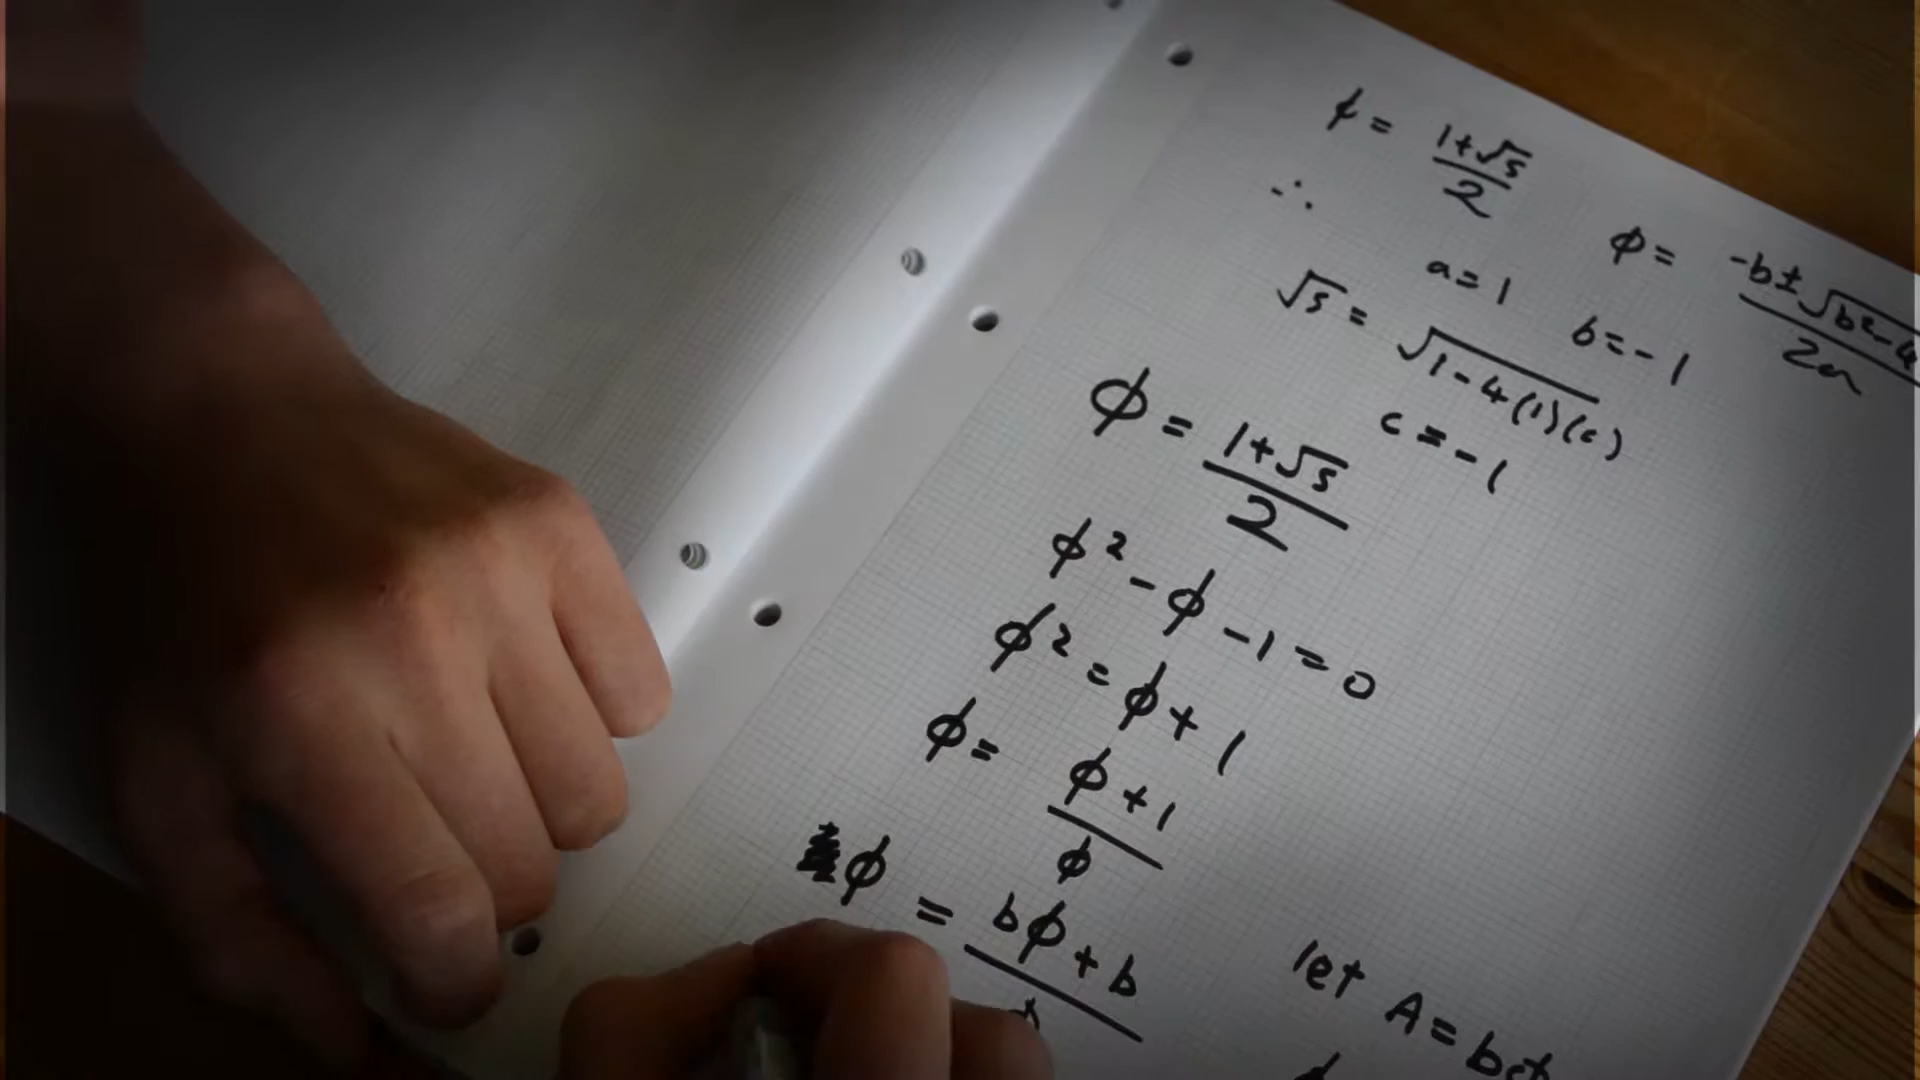 ϕ = (1+√5)/2
∴ ϕ = (-b±√(b²-4
2a
a=1 b=-1
√5 = √(1-4(1)(c)
c=-1
ϕ = (1+√5)/2
ϕ² - ϕ - 1 = 0
ϕ² = ϕ + 1
ϕ = (ϕ+1)/ϕ
ϕ = (bϕ+b)/ϕ
let A = bϕ